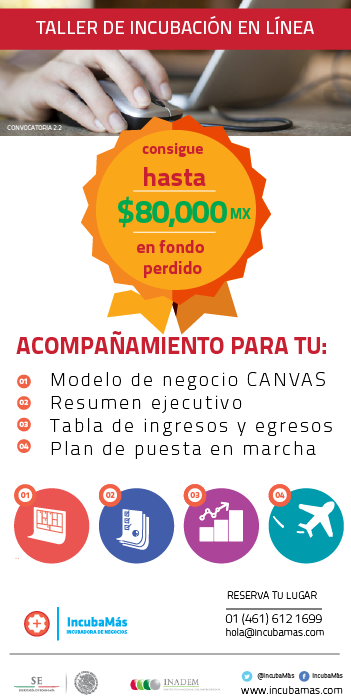 TALLER DE INCUBACIÓN EN LÍNEA
CONVOCATORIA 2.2
consigue
hasta
$80,000 MX
en fondo
perdido
ACOMPAÑAMIENTO PARA TU:
01 Modelo de negocio CANVAS
02 Resumen ejecutivo
03 Tabla de ingresos y egresos
04 Plan de puesta en marcha
01 02 03 04
RESERVA TU LUGAR
01 (461) 612 1699
hola@incubamas.com
IncubaMás
INCUBADORA DE NEGOCIOS
SE
INADEM
@IncubaMás IncubaMás
www.incubamas.com